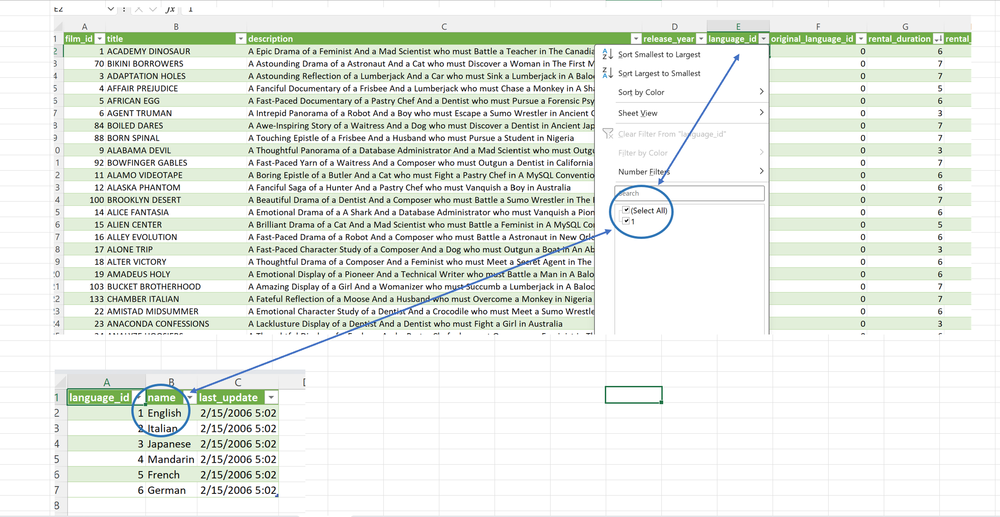 E2 fx 1
A B C D E F G
1 film_id title description release_year language_id original_language_id rental_duration rental_
2 1 ACADEMY DINOSAUR A Epic Drama of a Feminist And a Mad Scientist who must Battle a Teacher in The Canadia 0 6
3 70 BIKINI BORROWERS A Astounding Drama of a Astronaut And a Cat who must Discover a Woman in The First M 0 7
4 3 ADAPTATION HOLES A Astounding Reflection of a Lumberjack And a Car who must Sink a Lumberjack in A Baloo 0 7
5 4 AFFAIR PREJUDICE A Fanciful Documentary of a Frisbee And a Lumberjack who must Chase a Monkey in A Sha 0 5
6 5 AFRICAN EGG A Fast-Paced Documentary of a Pastry Chef And a Dentist who must Pursue a Forensic Psy 0 6
7 6 AGENT TRUMAN A Intrepid Panorama of a Robot And a Boy who must Escape a Sumo Wrestler in Ancient C 0 3
8 84 BOILED DARES A Awe-Inspiring Story of a Waitress And a Dog who must Discover a Dentist in Ancient Jap 0 7
9 88 BORN SPINAL A Touching Epistle of a Frisbee And a Husband who must Pursue a Student in Nigeria 0 7
0 9 ALABAMA DEVIL A Thoughtful Panorama of a Database Administrator And a Mad Scientist who must Outgu 0 3
1 92 BOWFINGER GABLES A Fast-Paced Yarn of a Waitress And a Composer who must Outgun a Dentist in California 0 7
2 11 ALAMO VIDEOTAPE A Boring Epistle of a Butler And a Cat who must Fight a Pastry Chef in A MySQL Conventio 0 6
3 12 ALASKA PHANTOM A Fanciful Saga of a Hunter And a Pastry Chef who must Vanquish a Boy in Australia 0 6
4 100 BROOKLYN DESERT A Beautiful Drama of a Dentist And a Composer who must Battle a Sumo Wrestler in The 0 7
5 14 ALICE FANTASIA A Emotional Drama of a A Shark And a Database Administrator who must Vanquish a Pion 0 6
6 15 ALIEN CENTER A Brilliant Drama of a Cat And a Mad Scientist who must Battle a Feminist in A MySQL Co 0 5
7 16 ALLEY EVOLUTION A Fast-Paced Drama of a Robot And a Composer who must Battle a Astronaut in New Orle 0 6
8 17 ALONE TRIP A Fast-Paced Character Study of a Composer And a Dog who must Outgun a Boat in An Ab 0 3
9 18 ALTER VICTORY A Thoughtful Drama of a Composer And a Feminist who must Meet a Secret Agent in The 0 6
20 19 AMADEUS HOLY A Emotional Display of a Pioneer And a Technical Writer who must Battle a Man in A Balo 0 6
21 103 BUCKET BROTHERHOOD A Amazing Display of a Girl And a Womanizer who must Succumb a Lumberjack in A Baloo 0 7
22 133 CHAMBER ITALIAN A Fateful Reflection of a Moose And a Husband who must Overcome a Monkey in Nigeria 0 7
23 22 AMISTAD MIDSUMMER A Emotional Character Study of a Dentist And a Crocodile who must Meet a Sumo Wrestle 0 6
24 23 ANACONDA CONFESSIONS A Lacklusture Display of a Dentist And a Dentist who must Fight a Girl in Australia 0 3
Sort Smallest to Largest
Sort Largest to Smallest
Sort by Color
Sheet View
Clear Filter From "language_id"
Filter by Color
Number Filters
Search
(Select All)
1
A B C
1 language_id name last_update
2 1 English 2/15/2006 5:02
3 2 Italian 2/15/2006 5:02
4 3 Japanese 2/15/2006 5:02
5 4 Mandarin 2/15/2006 5:02
6 5 French 2/15/2006 5:02
7 6 German 2/15/2006 5:02
8